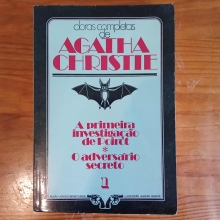 obras completas de
AGATHA
CHRISTIE
A primeira
investigação
de Poirot
*
O adversário
secreto
1